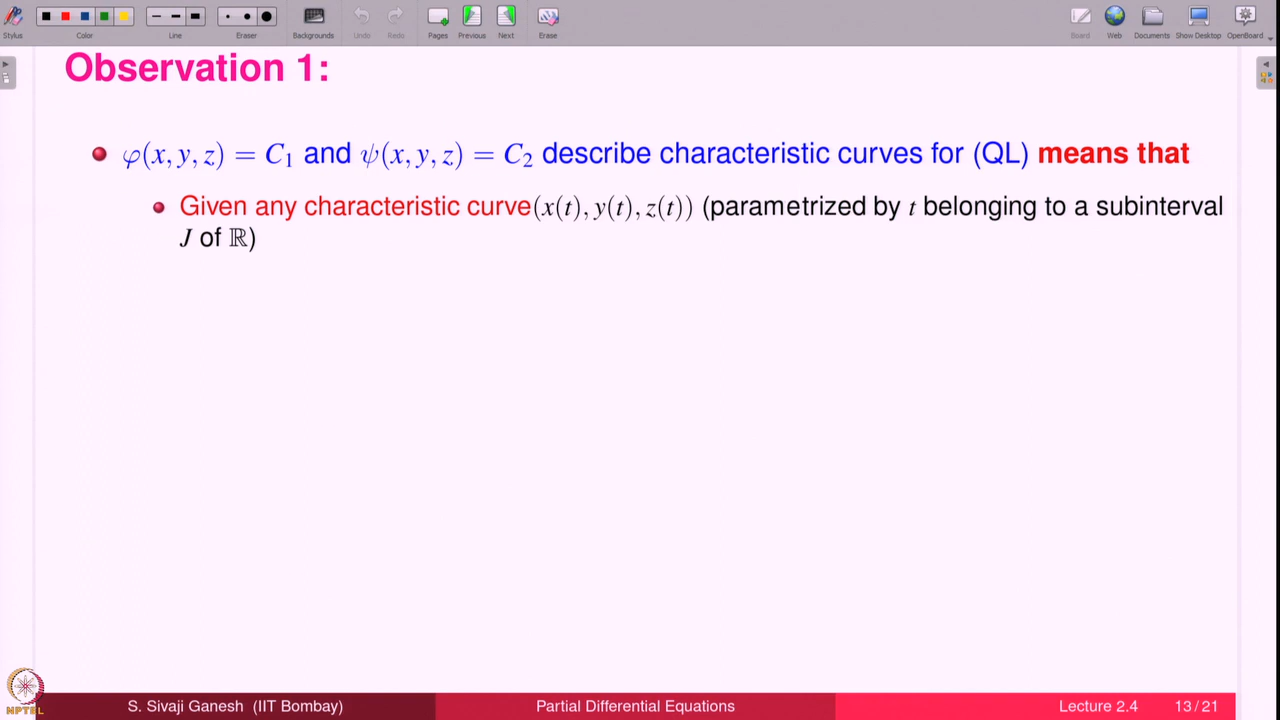 Stylus Color Line Eraser Backgrounds Undo Redo Pages Previous Next Erase Board Web Documents Show Desktop OpenBoard
Observation 1:
φ(x, y, z) = C₁ and ψ(x, y, z) = C₂ describe characteristic curves for (QL) means that
Given any characteristic curve(x(t), y(t), z(t)) (parametrized by t belonging to a subinterval
J of ℝ)
NPTEL
S. Sivaji Ganesh (IIT Bombay) Partial Differential Equations Lecture 2.4 13/21